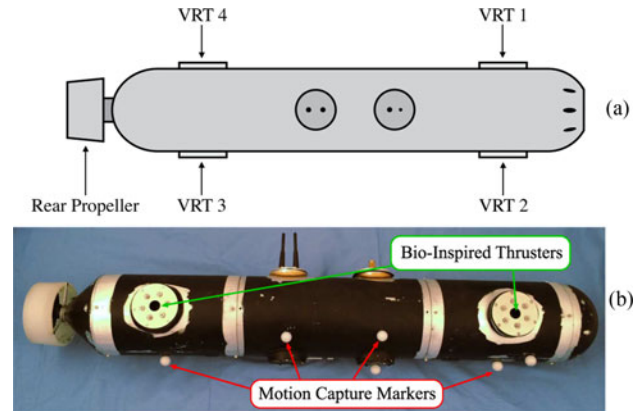 VRT 4
VRT 1
(a)
Rear Propeller
VRT 3
VRT 2
Bio-Inspired Thrusters
(b)
Motion Capture Markers